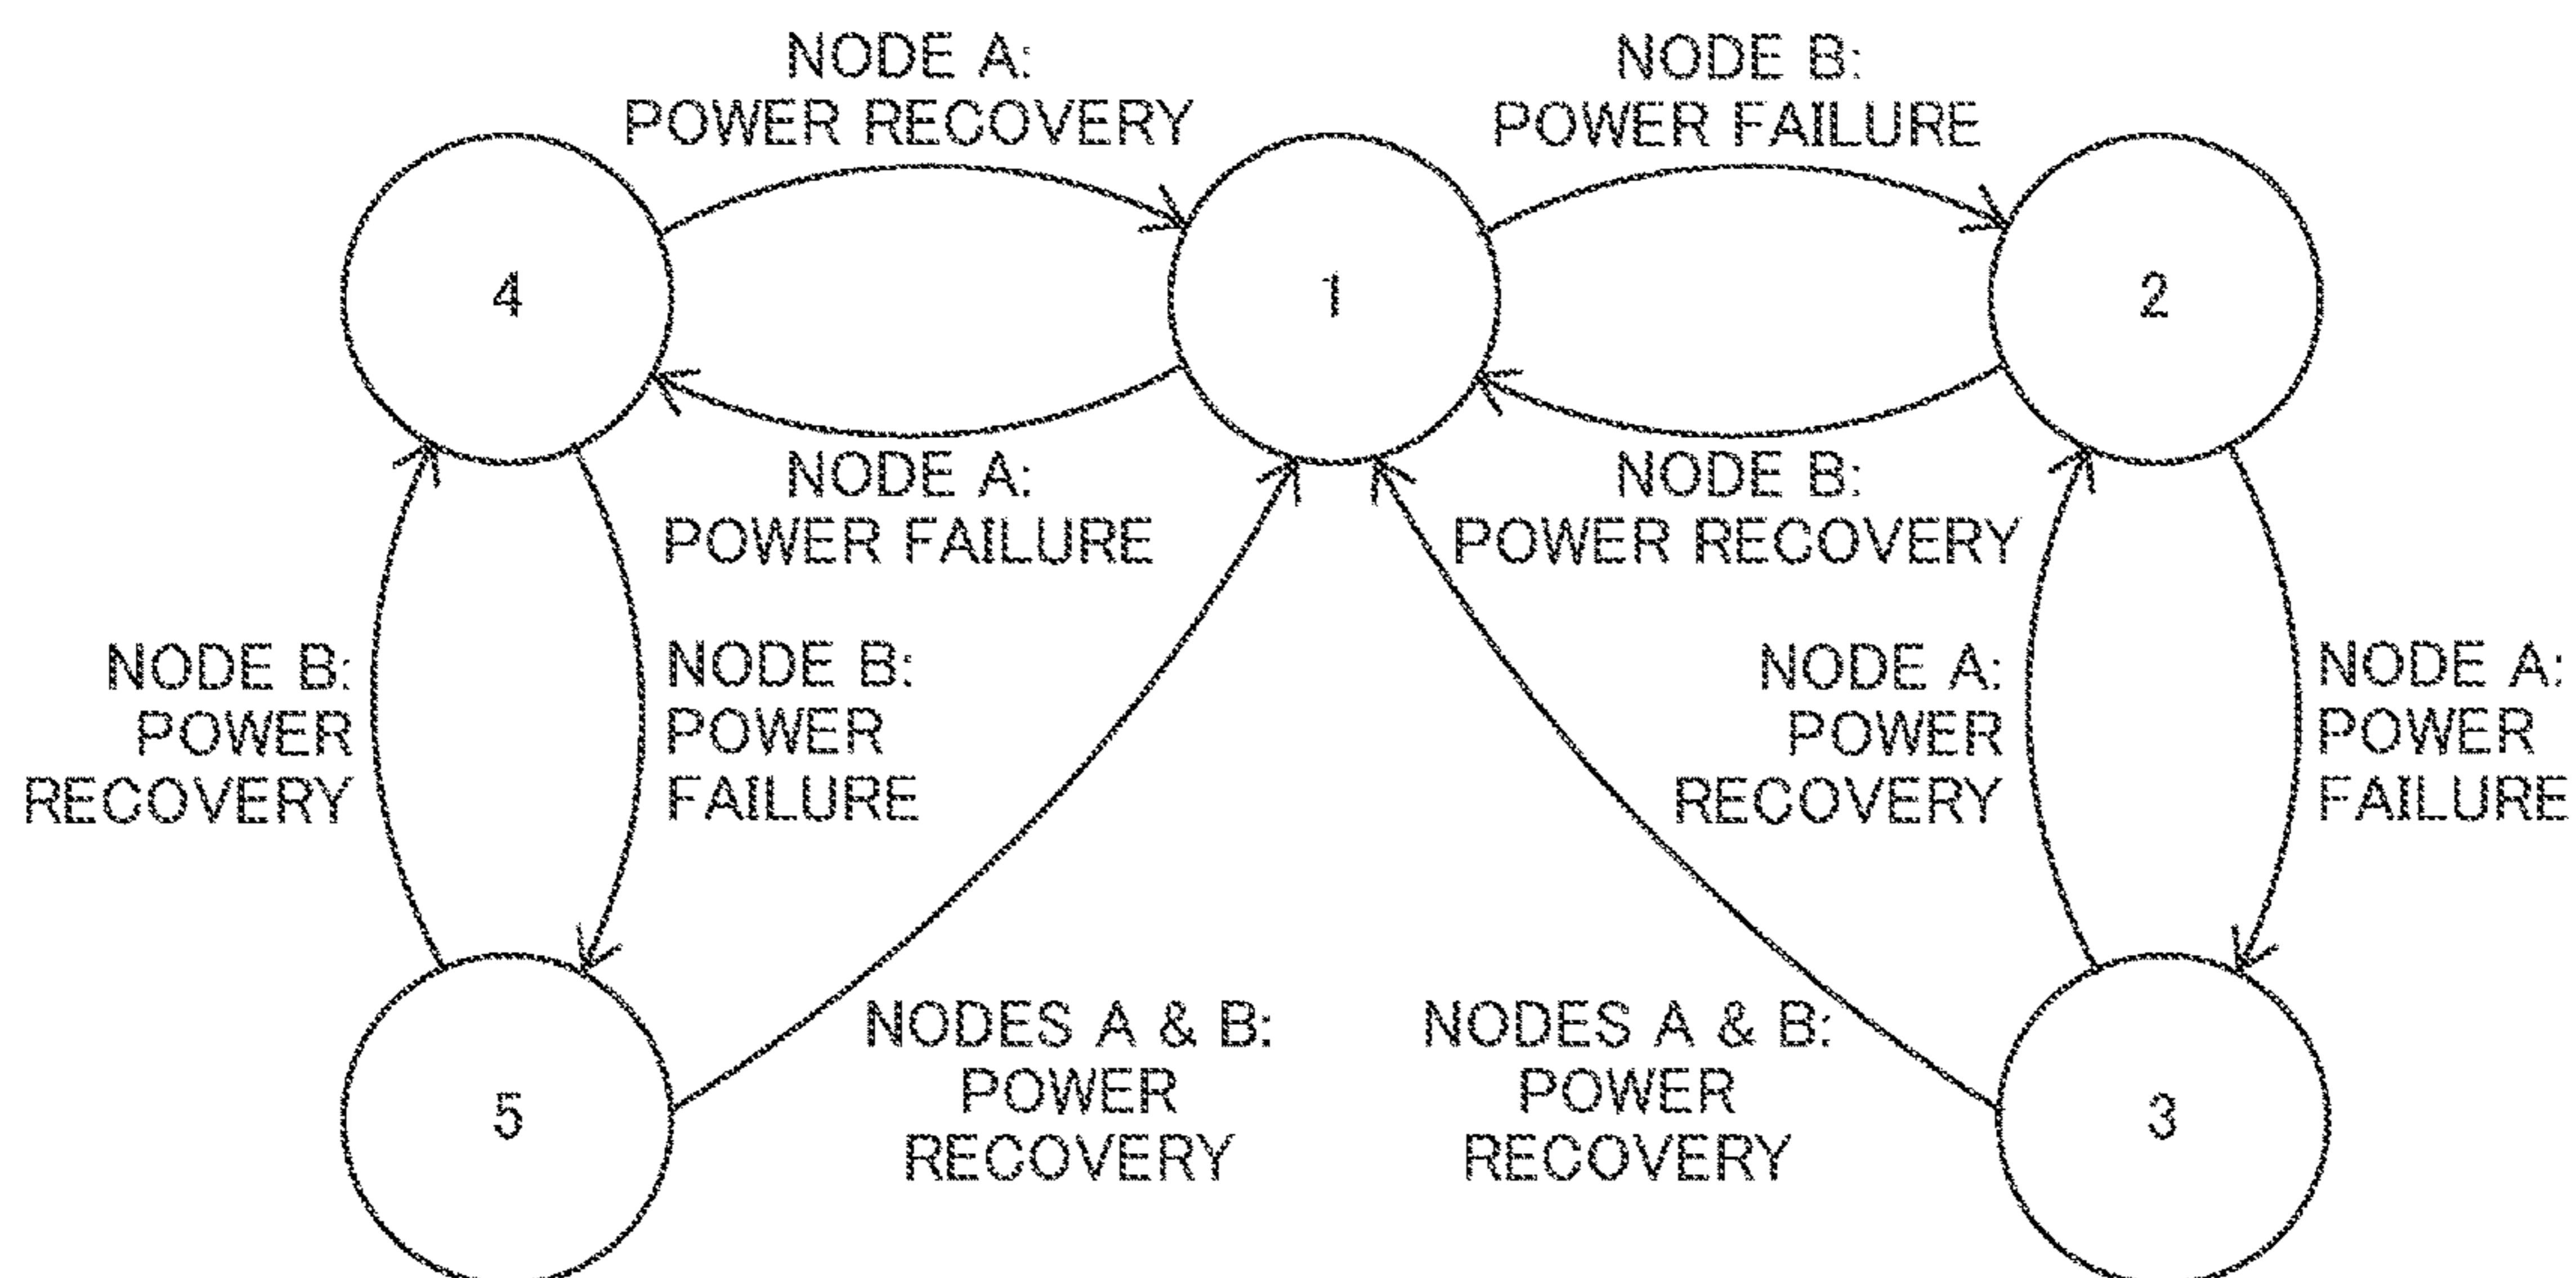 NODE A:
POWER RECOVERY
NODE B:
POWER FAILURE
4
1
2
NODE A:
POWER FAILURE
NODE B:
POWER RECOVERY
NODE B:
POWER
RECOVERY
NODE B:
POWER
FAILURE
NODE A:
POWER
RECOVERY
NODE A:
POWER
FAILURE
NODES A & B:
POWER
RECOVERY
NODES A & B:
POWER
RECOVERY
5
3